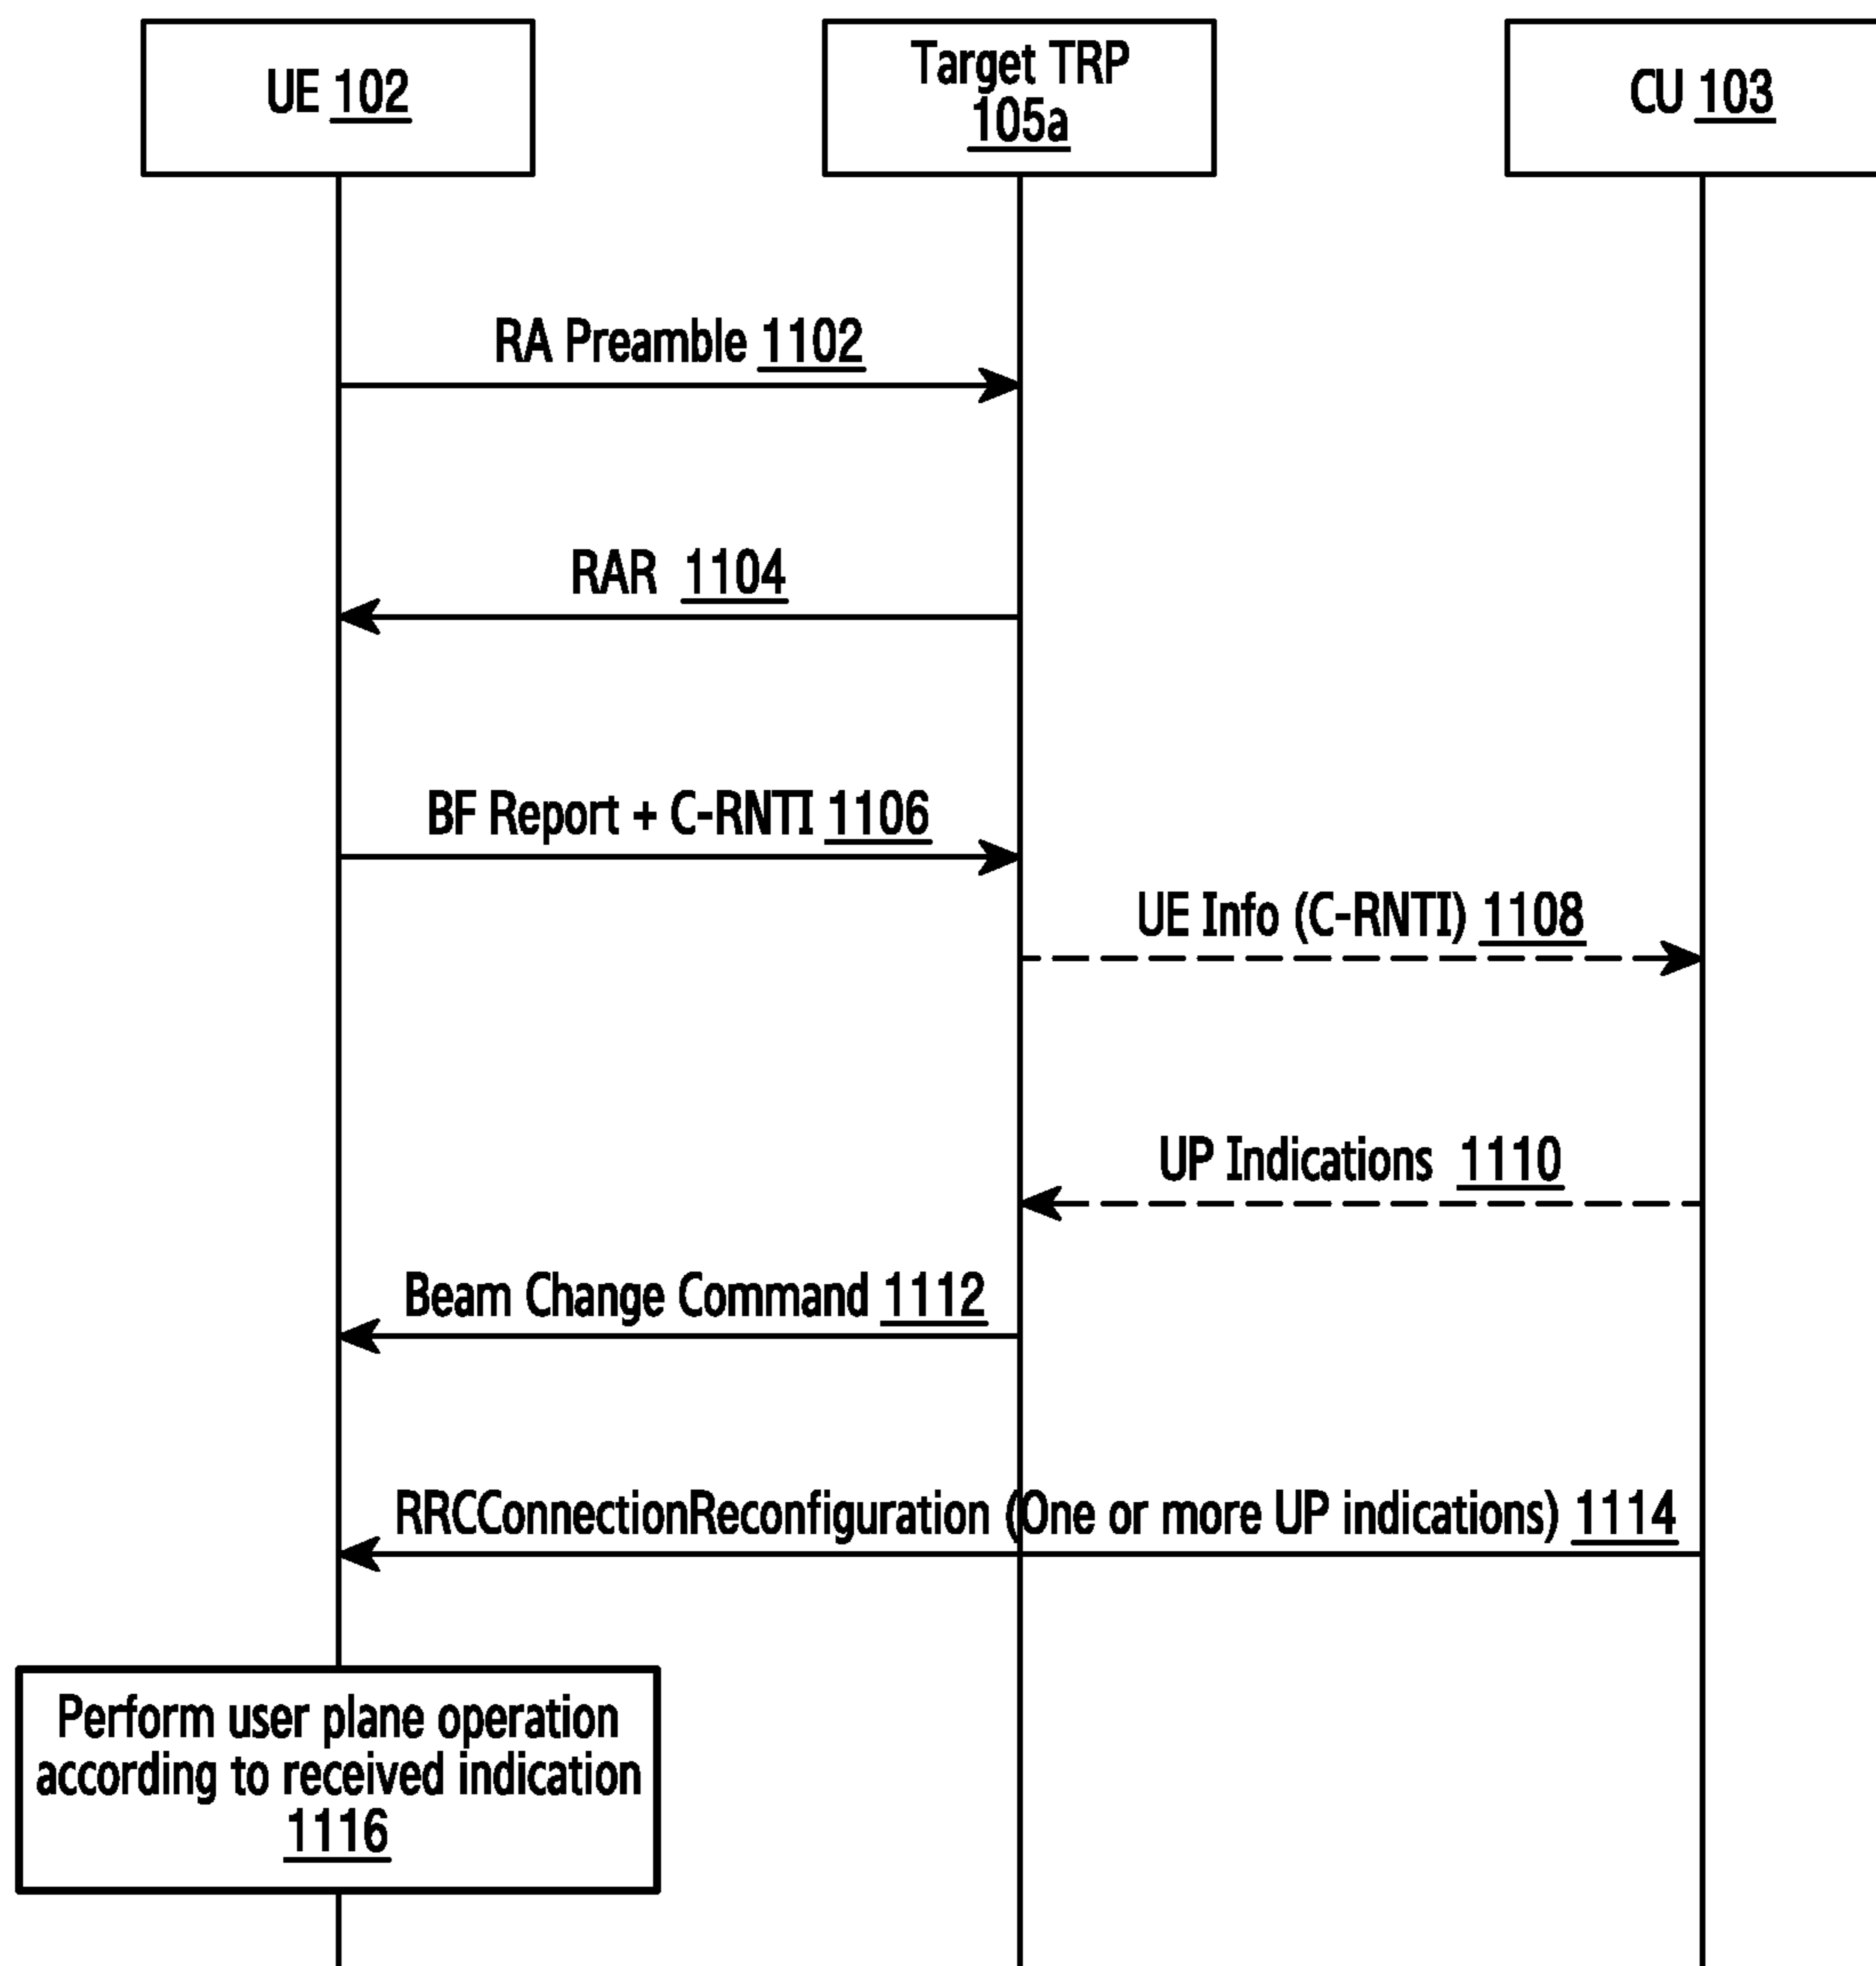 UE 102
Target TRP
105a
CU 103
RA Preamble 1102
RAR 1104
BF Report + C-RNTI 1106
UE Info (C-RNTI) 1108
UP Indications 1110
Beam Change Command 1112
RRCConnectionReconfiguration (One or more UP indications) 1114
Perform user plane operation
according to received indication
1116